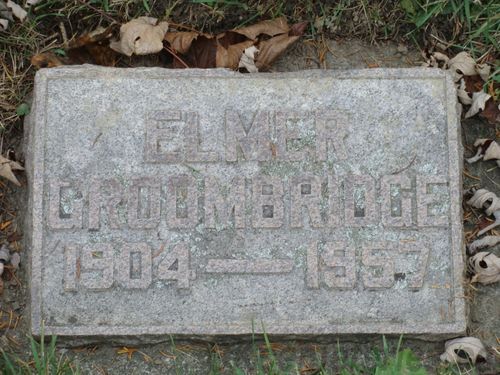 ELMER
GROOMBRIDGE
1904 — 1957